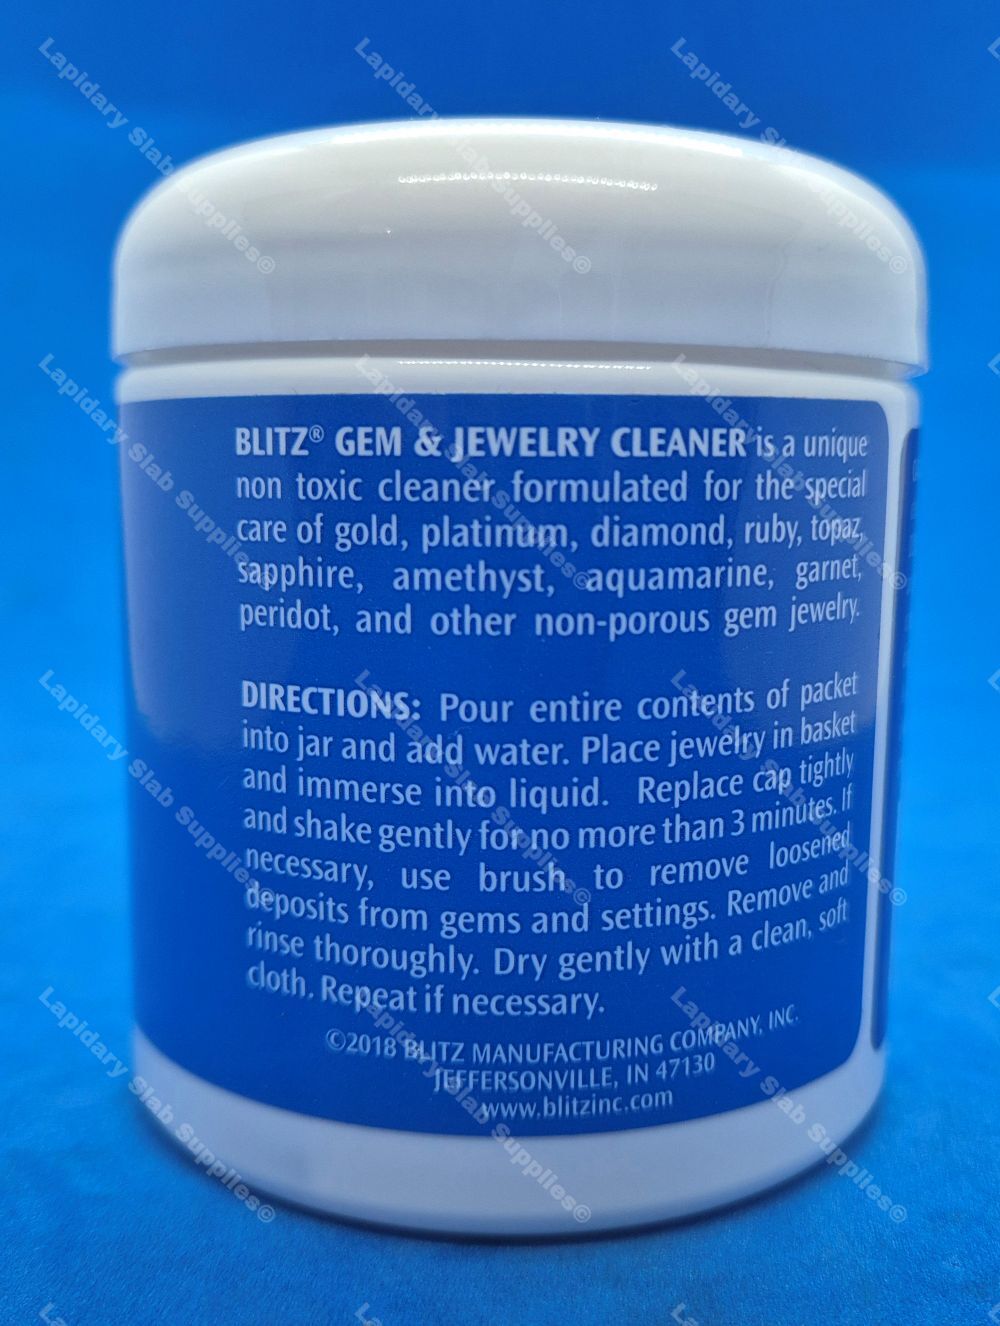 BLITZ® GEM & JEWELRY CLEANER is a unique
non toxic cleaner formulated for the special
care of gold, platinum, diamond, ruby, topaz,
sapphire, amethyst, aquamarine, garnet,
peridot, and other non-porous gem jewelry.
DIRECTIONS: Pour entire contents of packet
into jar and add water. Place jewelry in basket
and immerse into liquid. Replace cap tightly
and shake gently for no more than 3 minutes. If
necessary, use brush to remove loosened
deposits from gems and settings. Remove and
rinse thoroughly. Dry gently with a clean, soft
cloth. Repeat if necessary.
©2018 BLITZ MANUFACTURING COMPANY, INC.
JEFFERSONVILLE, IN 47130
www.blitzinc.com
Lapidary Slab Supplies©